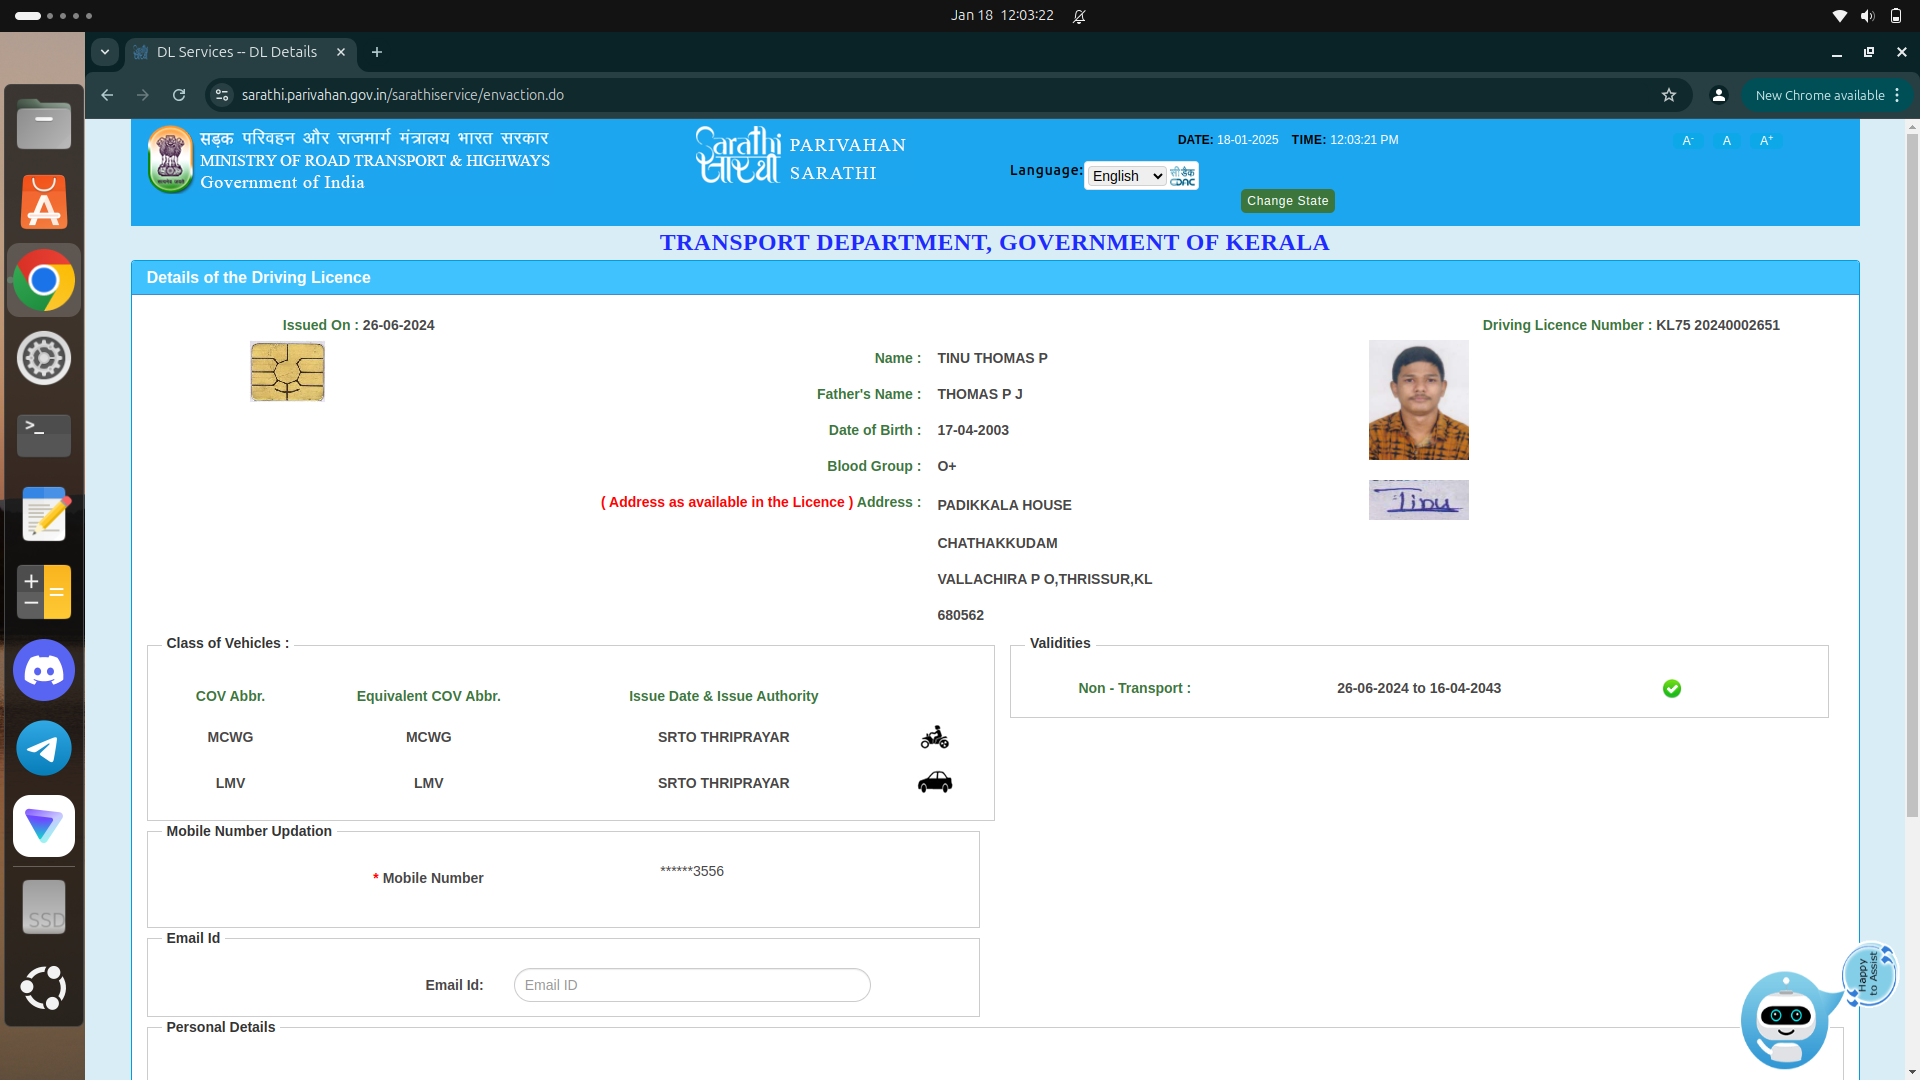 Jan 18 12:03:22
DL Services -- DL Details
sarathi.parivahan.gov.in/sarathiservice/envaction.do
New Chrome available
सड़क परिवहन और राजमार्ग मंत्रालय भारत सरकार
MINISTRY OF ROAD TRANSPORT & HIGHWAYS
Government of India
Sarathi
सारथी
PARIVAHAN
SARATHI
DATE: 18-01-2025 TIME: 12:03:21 PM
Language: English
सी डैक
CDAC
Change State
A- A A+
TRANSPORT DEPARTMENT, GOVERNMENT OF KERALA
Details of the Driving Licence
Issued On : 26-06-2024
Driving Licence Number : KL75 20240002651
Name : TINU THOMAS P
Father's Name : THOMAS P J
Date of Birth : 17-04-2003
Blood Group : O+
( Address as available in the Licence ) Address : PADIKKALA HOUSE
CHATHAKKUDAM
VALLACHIRA P O,THRISSUR,KL
680562
Tinu
Class of Vehicles :
COV Abbr. Equivalent COV Abbr. Issue Date & Issue Authority
MCWG MCWG SRTO THRIPRAYAR
LMV LMV SRTO THRIPRAYAR
Validities
Non - Transport : 26-06-2024 to 16-04-2043
Mobile Number Updation
* Mobile Number ******3556
Email Id
Email Id: Email ID
Personal Details
Happy
to Assist
SSD